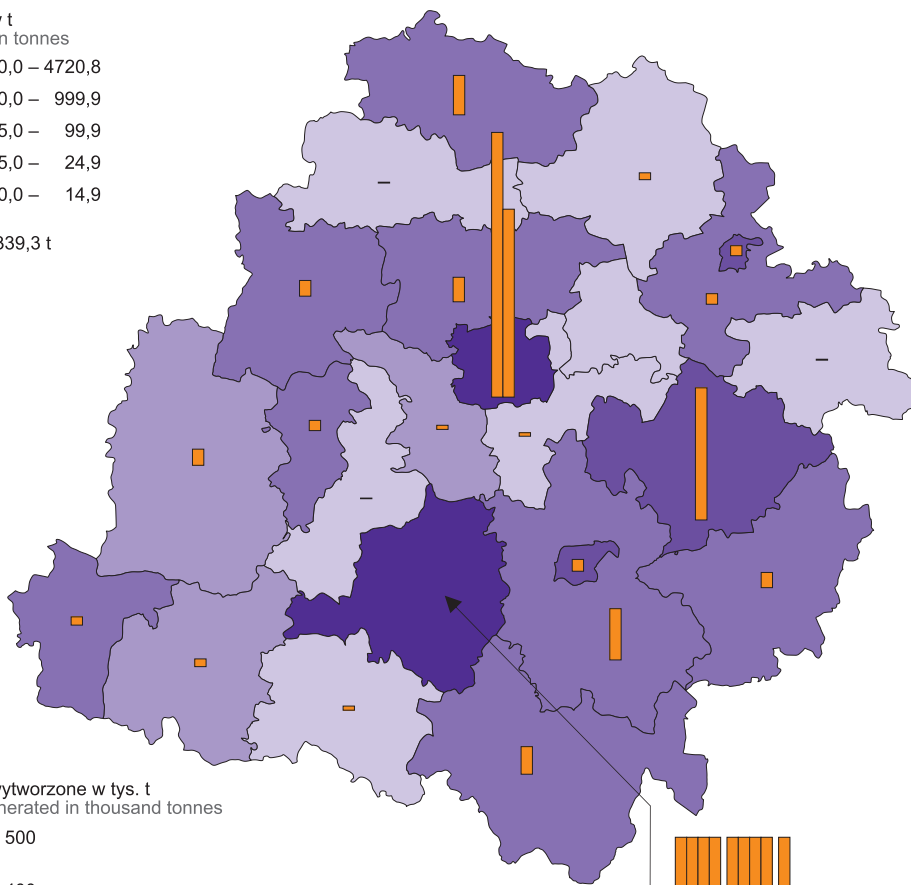 w t
n tonnes
0,0 – 4720,8
0,0 – 999,9
5,0 – 99,9
5,0 – 24,9
0,0 – 14,9
339,3 t
wytworzone w tys. t
nerated in thousand tonnes
500